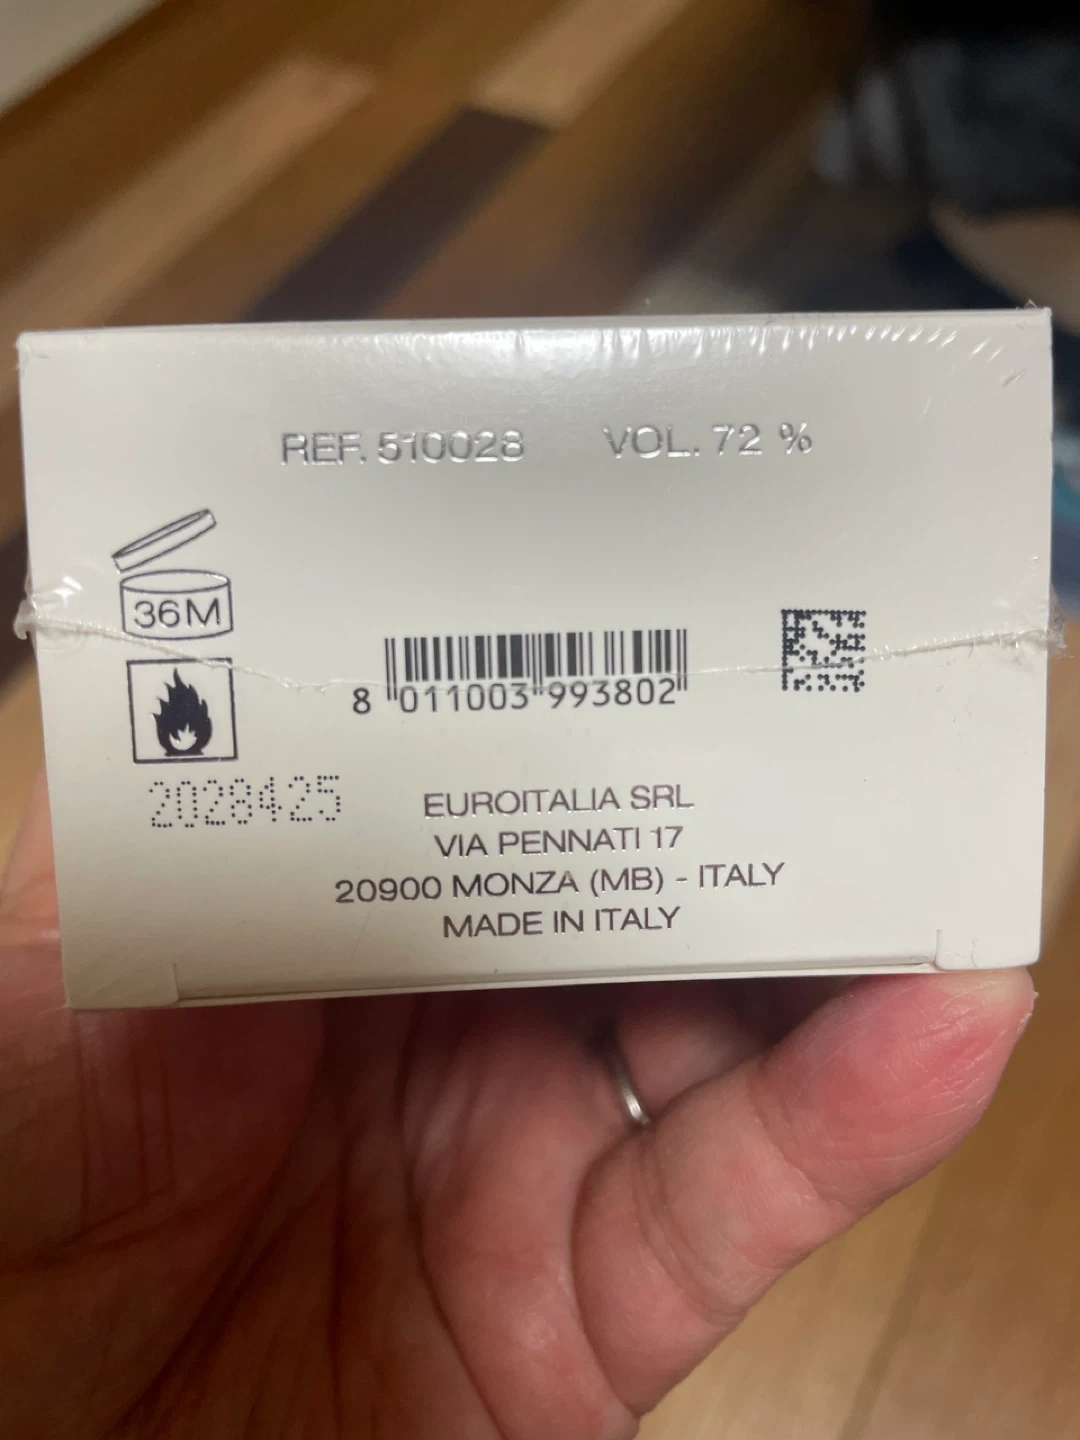 REF. 510028 VOL. 72 %
36M
8 011003 993802
2028425
EUROITALIA SRL
VIA PENNATI 17
20900 MONZA (MB) - ITALY
MADE IN ITALY